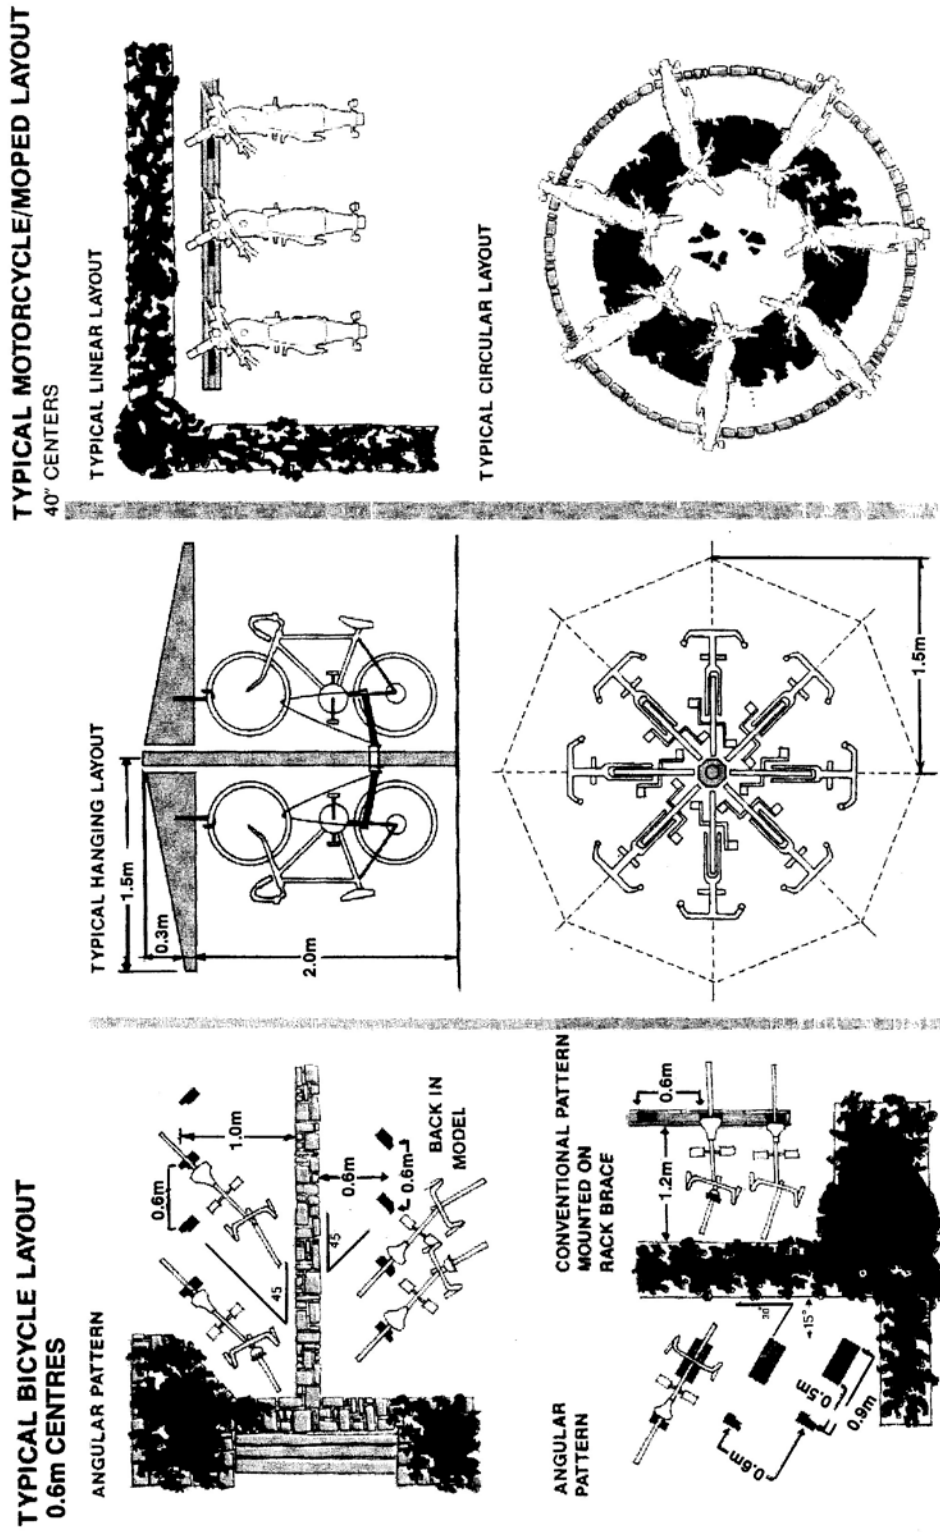 TYPICAL BICYCLE LAYOUT
0.6m CENTRES
ANGULAR PATTERN
0.6m
1.0m
45
45
0.6m
0.6m
BACK IN
MODEL
ANGULAR
PATTERN
0.6m
0.5m
0.9m
30°
15°
CONVENTIONAL PATTERN
MOUNTED ON
RACK BRACE
1.2m
0.6m
TYPICAL HANGING LAYOUT
1.5m
0.3m
2.0m
1.5m
TYPICAL MOTORCYCLE/MOPED LAYOUT
40" CENTERS
TYPICAL LINEAR LAYOUT
TYPICAL CIRCULAR LAYOUT